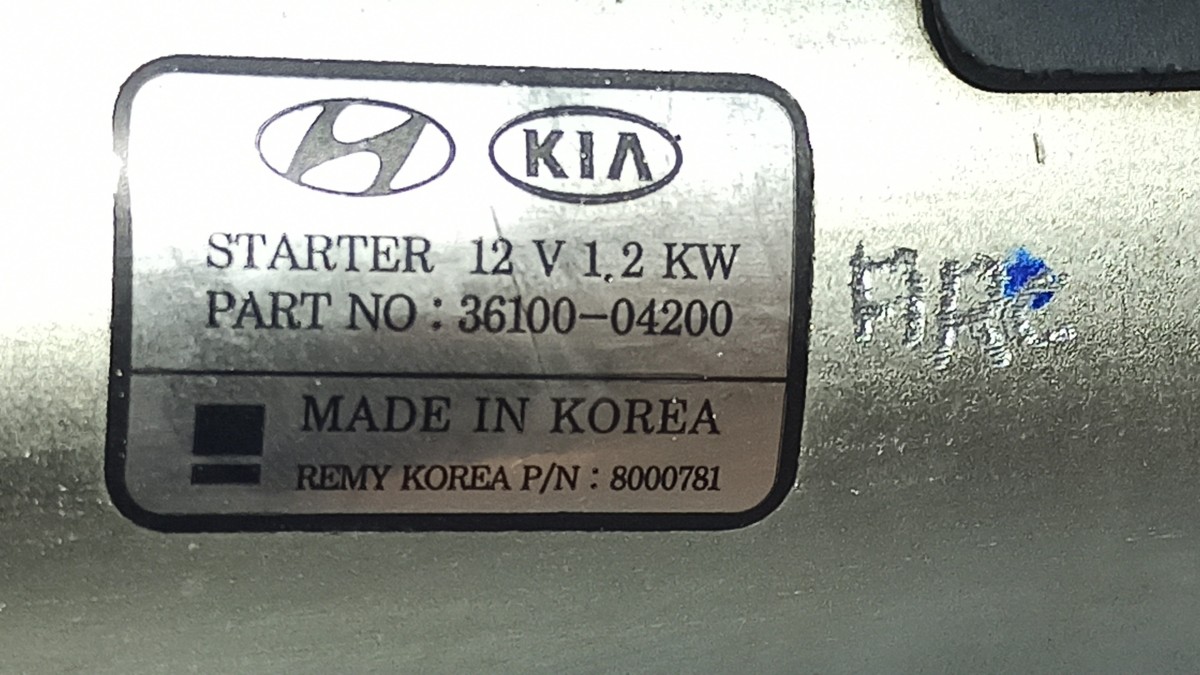 KIA
STARTER 12 V 1.2 KW
PART NO : 36100-04200
MADE IN KOREA
REMY KOREA P/N : 8000781